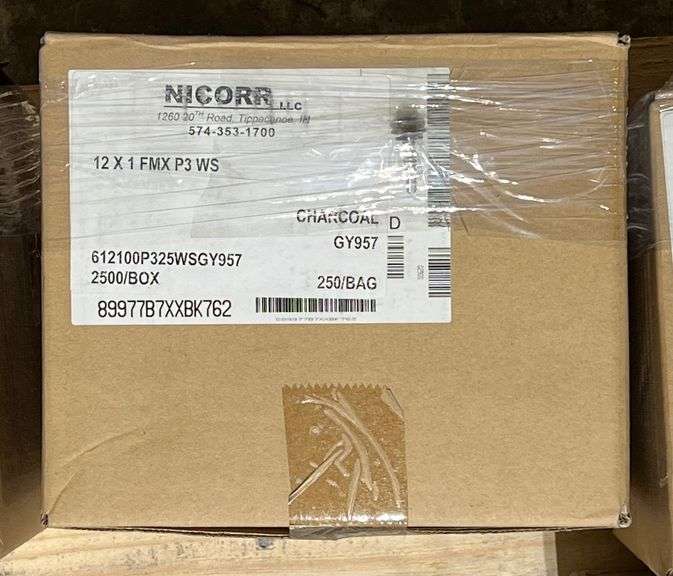 NICORR LLC
1260 20TH Road, Tippecanoe, IN
574-353-1700
12 X 1 FMX P3 WS
CHARCOAL D
GY957
612100P325WSGY957
2500/BOX 250/BAG
89977B7XXBK762